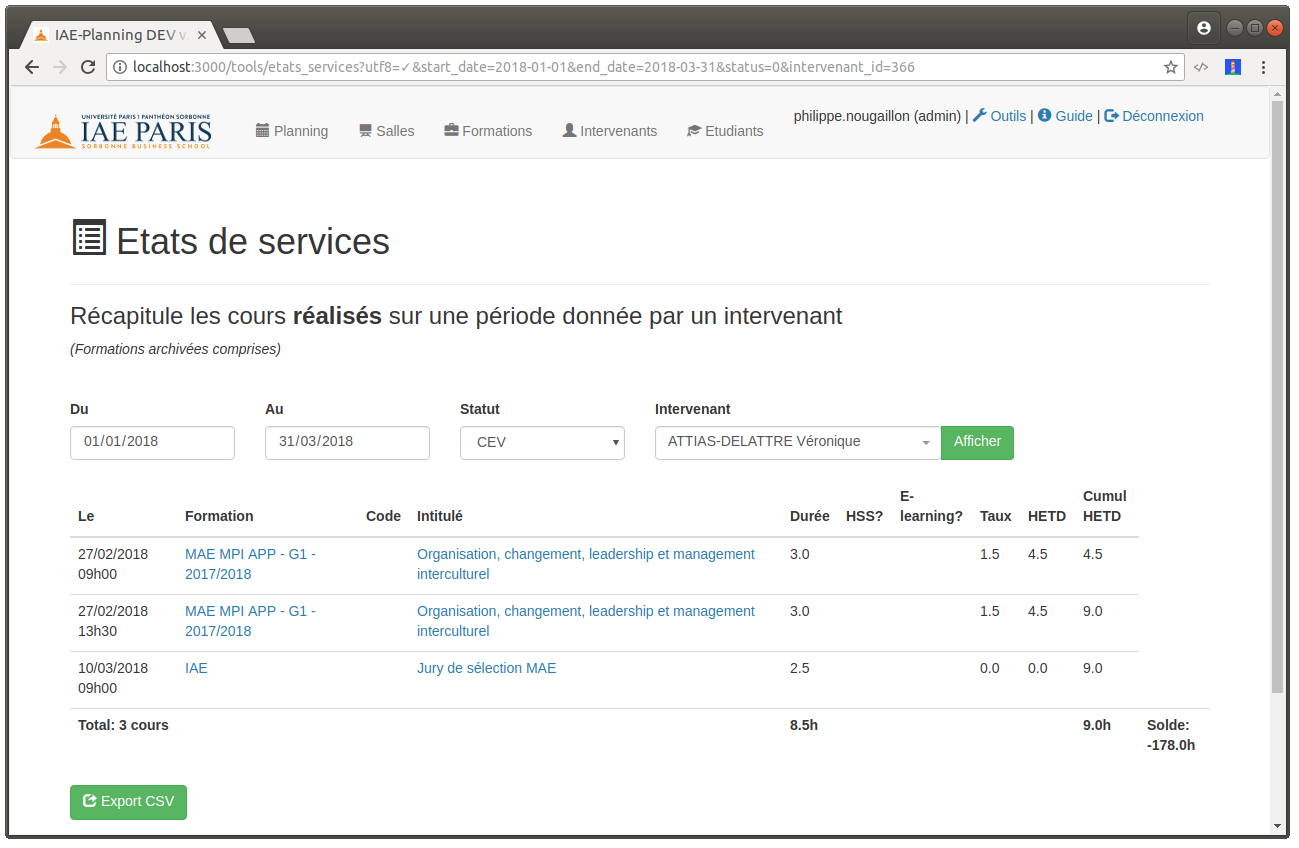 IAE-Planning DEV v
localhost:3000/tools/etats_services?utf8=✓&start_date=2018-01-01&end_date=2018-03-31&status=0&intervenant_id=366
UNIVERSITÉ PARIS 1 PANTHÉON SORBONNE
IAE PARIS
SORBONNE BUSINESS SCHOOL
Planning Salles Formations Intervenants Etudiants
philippe.nougaillon (admin) | Outils | Guide | Déconnexion
Etats de services
Récapitule les cours réalisés sur une période donnée par un intervenant
(Formations archivées comprises)
Du Au Statut Intervenant
01/01/2018 31/03/2018 CEV ATTIAS-DELATTRE Véronique Afficher
Le Formation Code Intitulé Durée HSS? E-learning? Taux HETD Cumul HETD
27/02/2018 MAE MPI APP - G1 - Organisation, changement, leadership et management 3.0 1.5 4.5 4.5
09h00 2017/2018 interculturel
27/02/2018 MAE MPI APP - G1 - Organisation, changement, leadership et management 3.0 1.5 4.5 9.0
13h30 2017/2018 interculturel
10/03/2018 IAE Jury de sélection MAE 2.5 0.0 0.0 9.0
09h00
Total: 3 cours 8.5h 9.0h Solde:
-178.0h
Export CSV